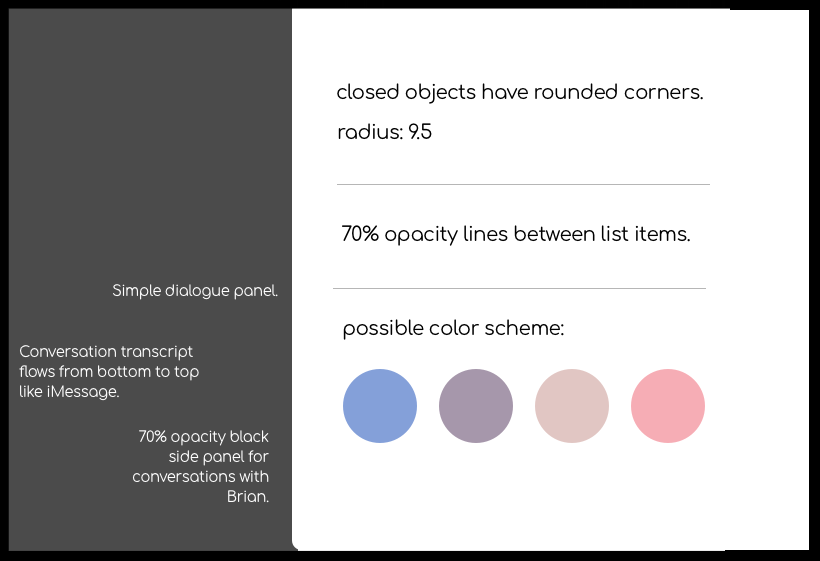 closed objects have rounded corners.
radius: 9.5
70% opacity lines between list items.
Simple dialogue panel.
possible color scheme:
Conversation transcript
flows from bottom to top
like iMessage.
70% opacity black
side panel for
conversations with
Brian.